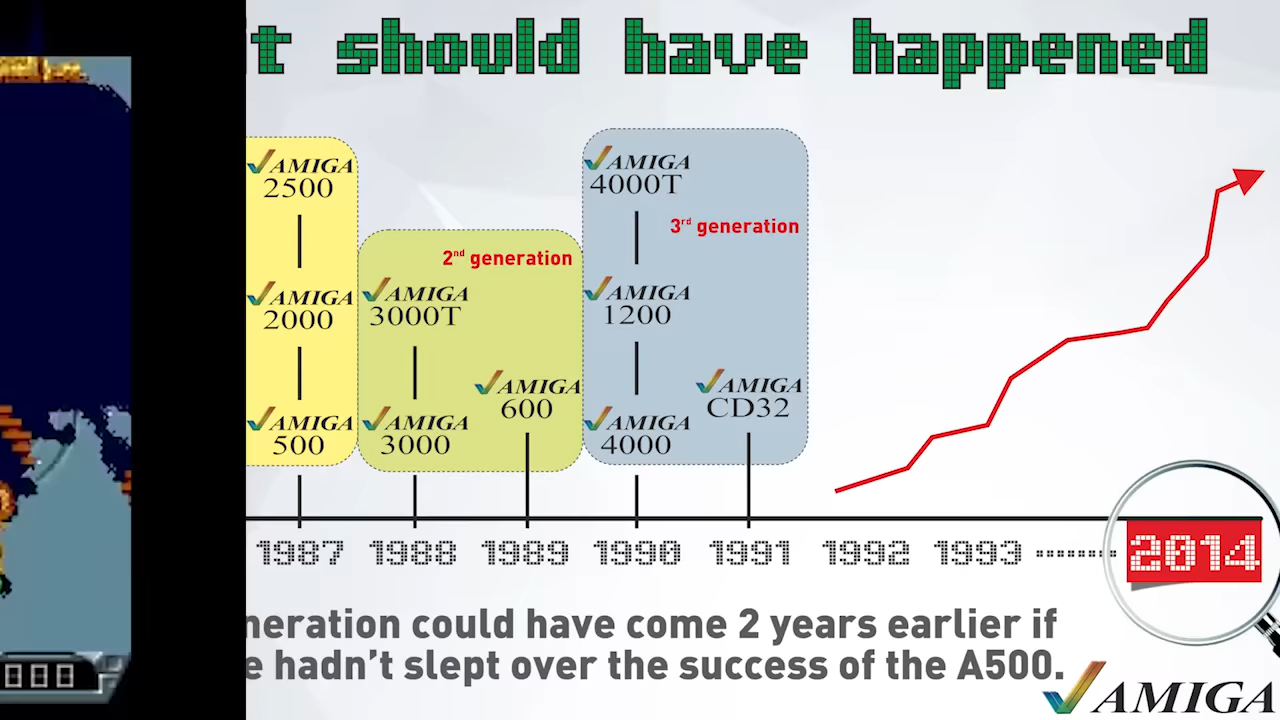 t should have happened
AMIGA
2500
AMIGA
2000
AMIGA
500
2nd generation
AMIGA
3000T
AMIGA
3000
AMIGA
600
AMIGA
4000T
3rd generation
AMIGA
1200
AMIGA
4000
AMIGA
CD32
1987 1988 1989 1990 1991 1992 1993 ........ 2014
neration could have come 2 years earlier if
e hadn't slept over the success of the A500.
AMIGA
000